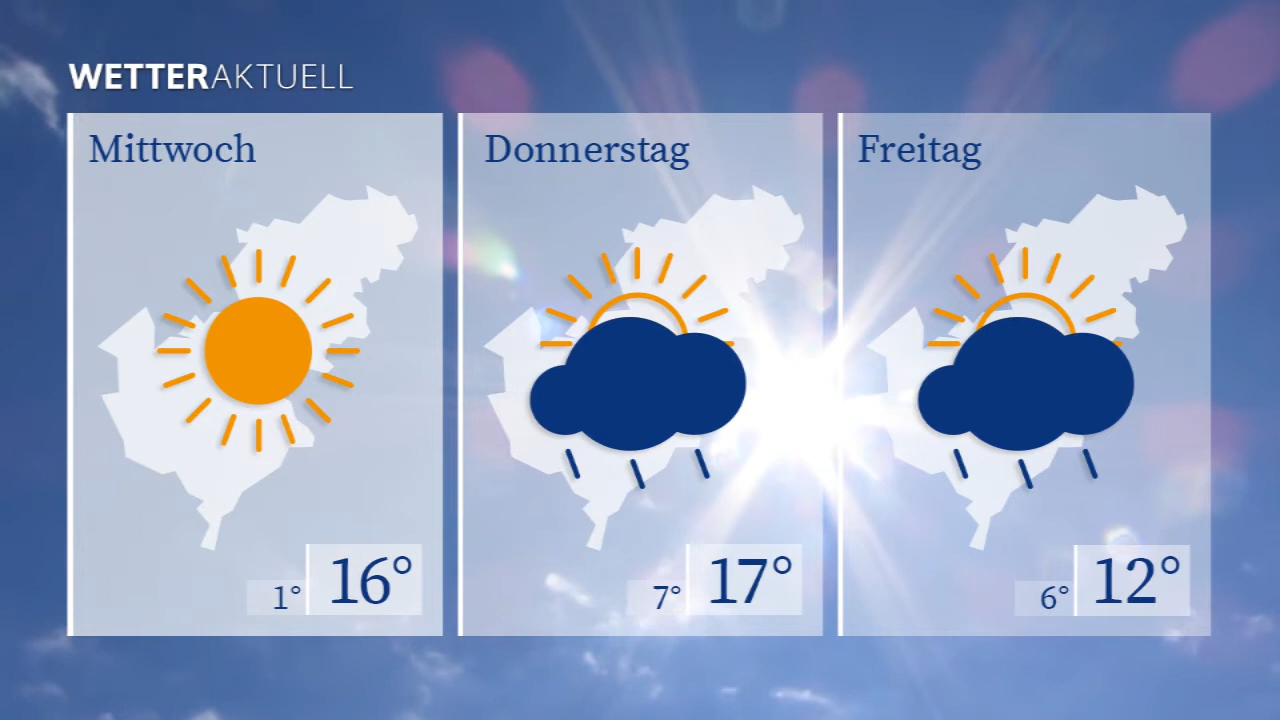 WETTERAKTUELL
Mittwoch
1° 16°
Donnerstag
7° 17°
Freitag
6° 12°